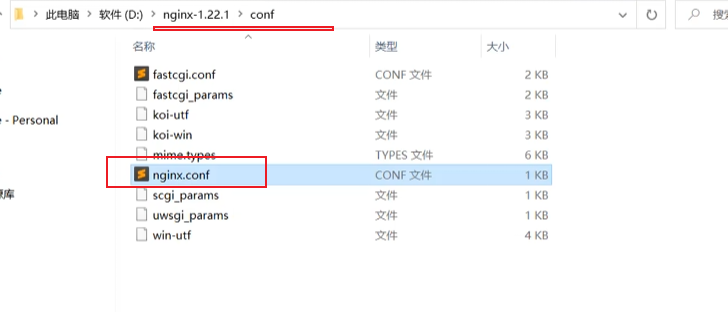 此电脑 > 软件 (D:) > nginx-1.22.1 > conf
名称 类型 大小
fastcgi.conf CONF 文件 2 KB
fastcgi_params 文件 2 KB
koi-utf 文件 3 KB
- Personal koi-win 文件 3 KB
mime.types TYPES 文件 6 KB
nginx.conf CONF 文件 1 KB
scgi_params 文件 1 KB
uwsgi_params 文件 1 KB
win-utf 文件 4 KB